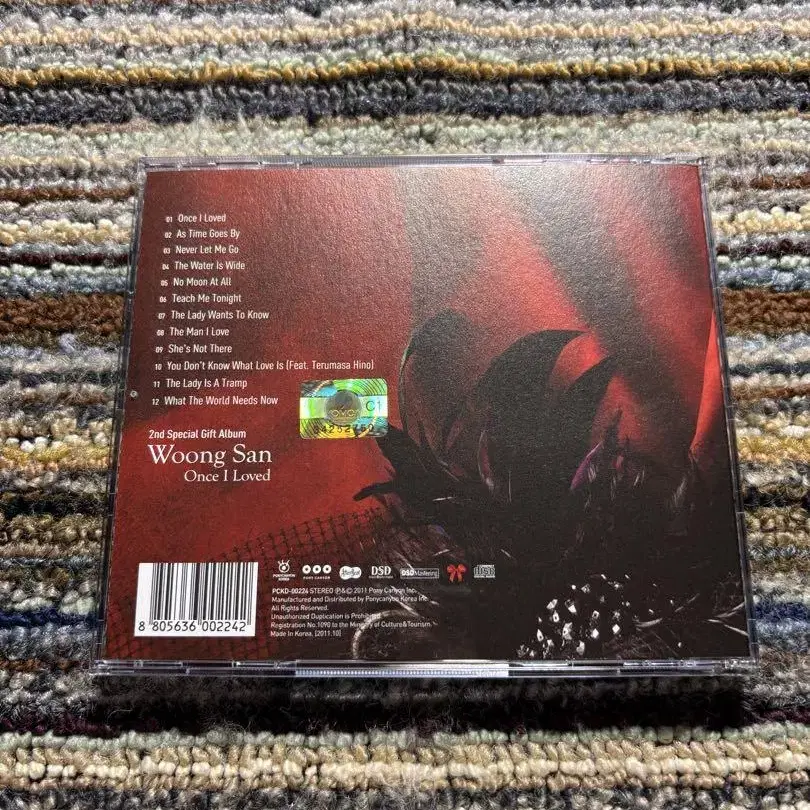 01 Once I Loved
02 As Time Goes By
03 Never Let Me Go
04 The Water Is Wide
05 No Moon At All
06 Teach Me Tonight
07 The Lady Wants To Know
08 The Man I Love
09 She's Not There
10 You Don't Know What Love Is (Feat. Terumasa Hino)
11 The Lady Is A Tramp
12 What The World Needs Now
C1
2nd Special Gift Album
Woong San
Once I Loved
PONY CANYON
DSD
DSD Mastering
8 805636 002242
PCKD-00224 STEREO ℗&© 2011 Pony Canyon Inc.
Manufactured and Distributed by Ponycanyon Korea Inc.
All Rights Reserved.
Unauthorized Duplication is Prohibited.
Registration No.1090 to the Ministry of Culture&Tourism.
Made In Korea. [2011.10]